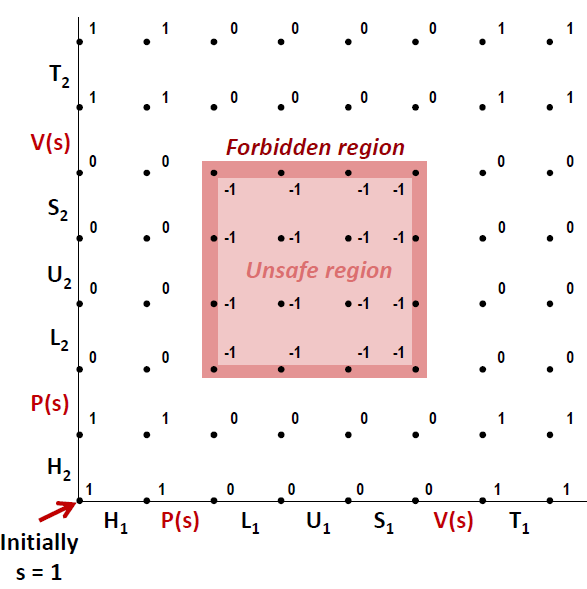 1 1 0 0 0 0 1 1
T2
1 1 0 0 0 0 1 1
V(s)
Forbidden region
0 0 0 0
-1 -1 -1 -1
S2
0 0 -1 -1 -1 -1 0 0
Unsafe region
U2
0 0 -1 -1 -1 -1 0 0
L2
0 0 -1 -1 -1 -1 0 0
P(s)
1 1 0 0 0 0 1 1
H2
1 1 0 0 0 0 1 1
H1 P(s) L1 U1 S1 V(s) T1
Initially
s = 1